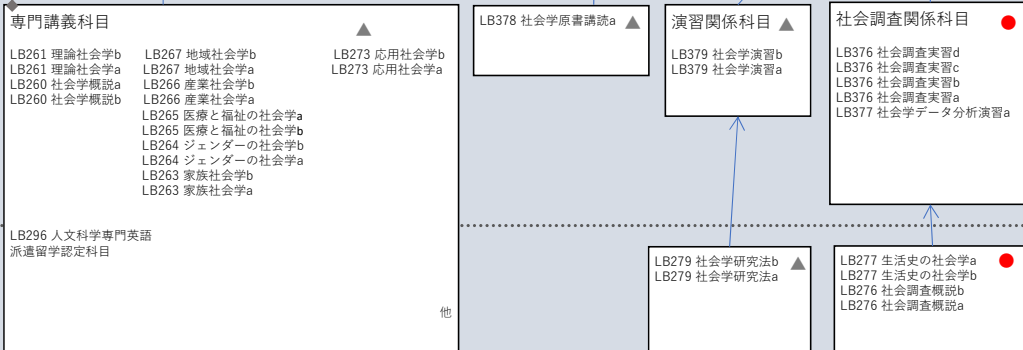 専門講義科目
LB261 理論社会学b
LB261 理論社会学a
LB260 社会学概説a
LB260 社会学概説b
LB267 地域社会学b
LB267 地域社会学a
LB266 産業社会学b
LB266 産業社会学a
LB265 医療と福祉の社会学a
LB265 医療と福祉の社会学b
LB264 ジェンダーの社会学b
LB264 ジェンダーの社会学a
LB263 家族社会学b
LB263 家族社会学a
LB273 応用社会学b
LB273 応用社会学a
LB296 人文科学専門英語
派遣留学認定科目
他
LB378 社会学原書講読a
演習関係科目
LB379 社会学演習b
LB379 社会学演習a
社会調査関係科目
LB376 社会調査実習d
LB376 社会調査実習c
LB376 社会調査実習b
LB376 社会調査実習a
LB377 社会学データ分析演習a
LB279 社会学研究法b
LB279 社会学研究法a
LB277 生活史の社会学a
LB277 生活史の社会学b
LB276 社会調査概説b
LB276 社会調査概説a